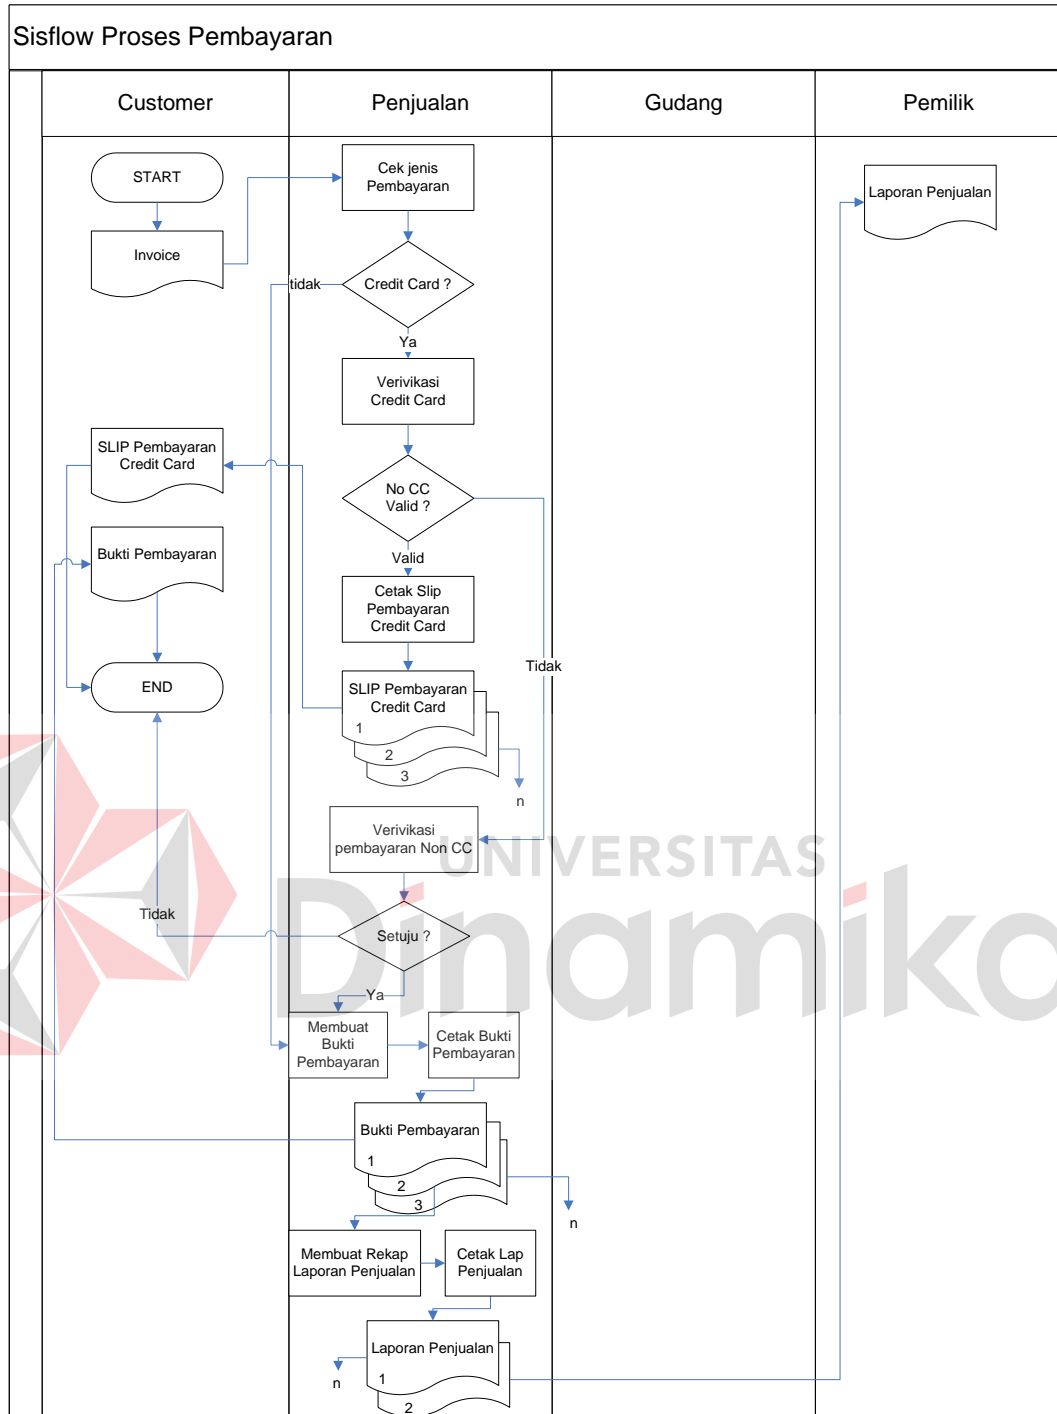 Sisflow Proses Pembayaran
Customer
Penjualan
Gudang
Pemilik
START
Invoice
Cek jenis
Pembayaran
Laporan Penjualan
tidak
Credit Card ?
Ya
Verivikasi
Credit Card
SLIP Pembayaran
Credit Card
No CC
Valid ?
Bukti Pembayaran
Valid
Cetak Slip
Pembayaran
Credit Card
Tidak
END
SLIP Pembayaran
Credit Card
1
2
3
n
Verivikasi
pembayaran Non CC
UNIVERSITAS
Dinamika
Tidak
Setuju ?
Ya
Membuat
Bukti
Pembayaran
Cetak Bukti
Pembayaran
Bukti Pembayaran
1
2
3
n
Membuat Rekap
Laporan Penjualan
Cetak Lap
Penjualan
Laporan Penjualan
n
1
2